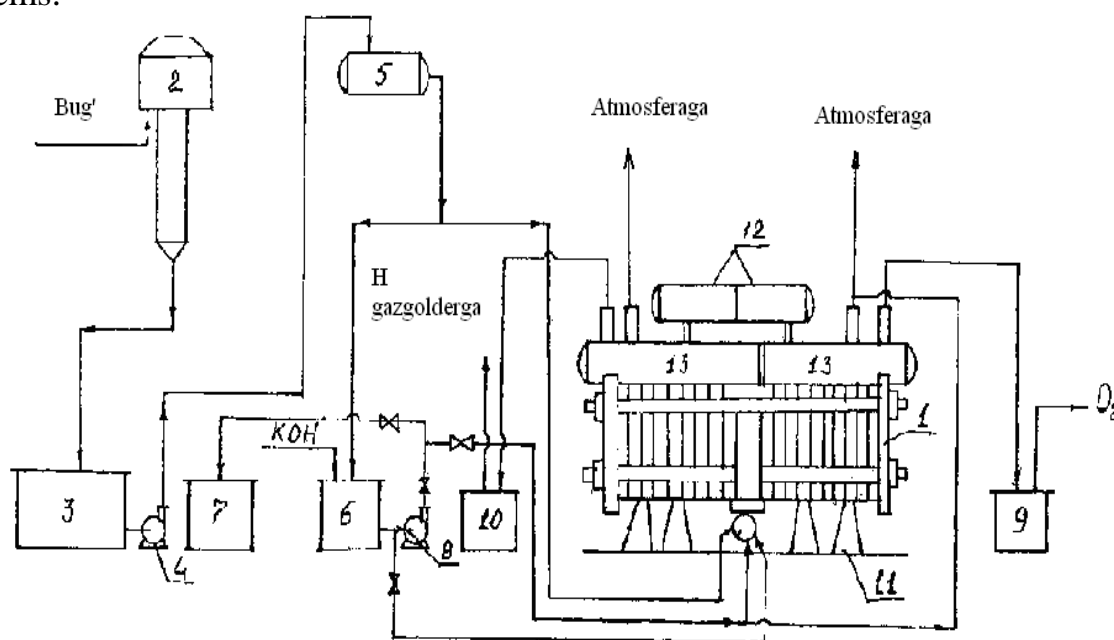 2
Bug'
5
Atmosferaga
Atmosferaga
12
H
gazgolderga
13
13
1
KOH
O₂
3
7
6
10
9
4
8
11